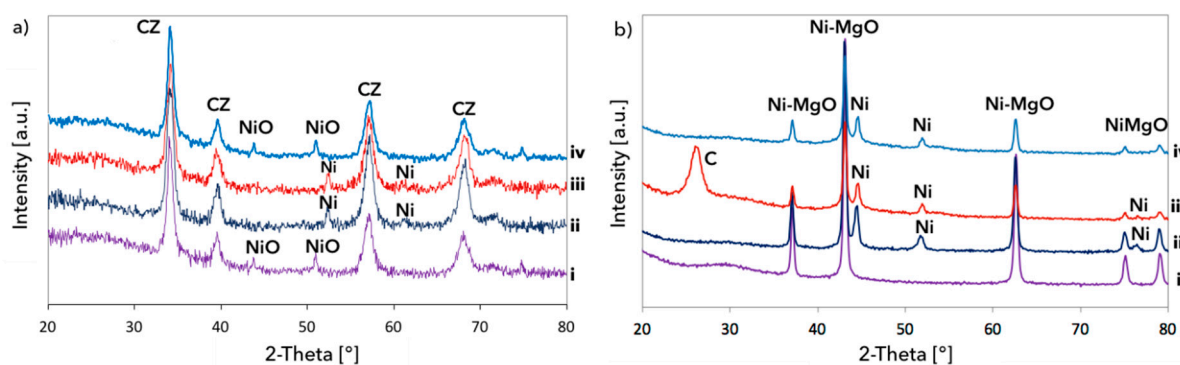 a)
CZ
CZ
NiO
NiO
CZ
CZ
Ni
Ni
Ni
Ni
NiO
NiO
iv
iii
ii
i
Intensity [a.u.]
20 30 40 50 60 70 80
2-Theta [°]
b)
Ni-MgO
Ni-MgO
Ni
Ni
Ni-MgO
NiMgO
C
Ni
Ni
Ni
Ni
Ni
i
Intensity [a.u.]
20 30 40 50 60 70 80
2-Theta [°]